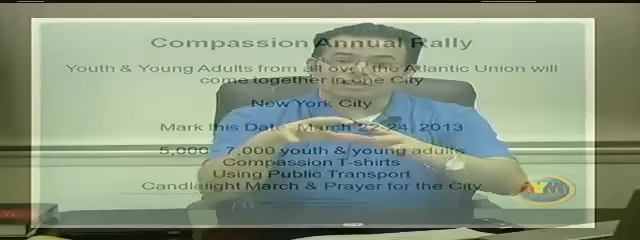 Compassion Annual Rally
Youth & Young Adults from all over the Atlantic Union will
come together in one City
New York City
Mark this Date: March 22-24, 2013
5,000 - 7,000 youth & young adults
Compassion T-shirts
Using Public Transport
Candlelight March & Prayer for the City
AYM